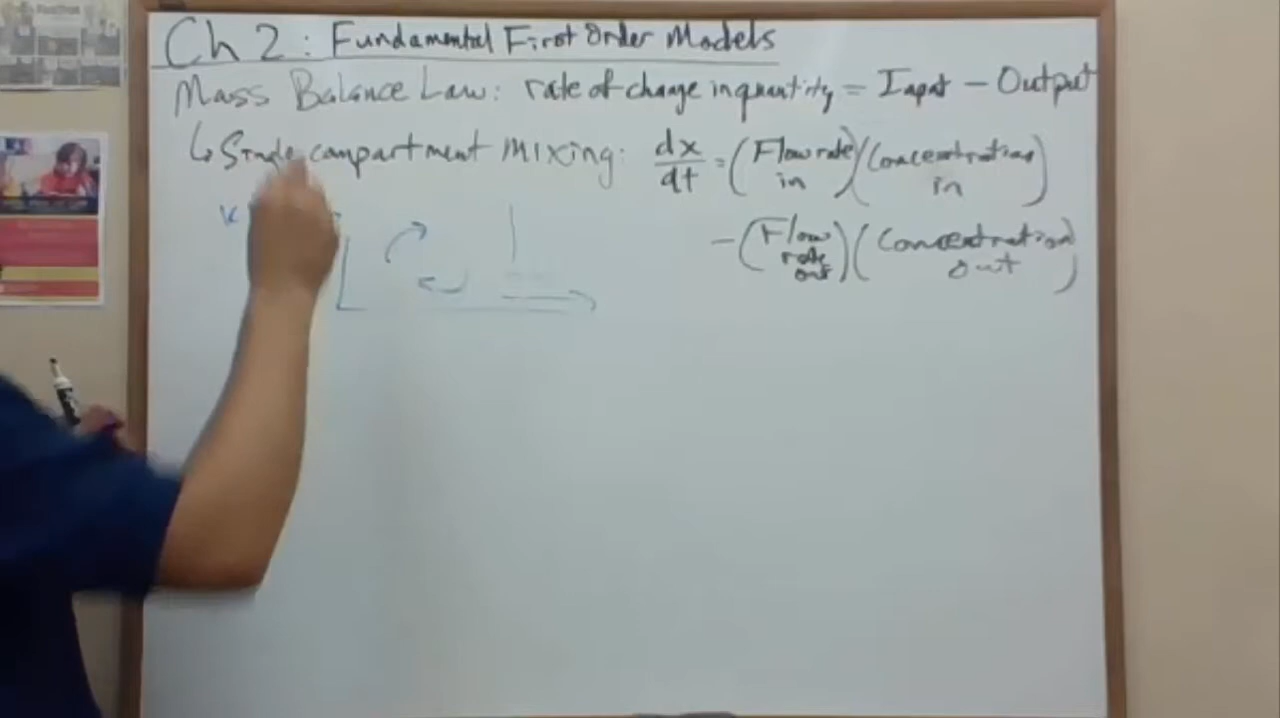 Ch 2: Fundamental First Order Models
Mass Balance Law: rate of change in quantity = Input - Output
↳ Single compartment mixing: dx/dt = (Flow rate in)(Concentration in)
- (Flow rate out)(Concentration out)